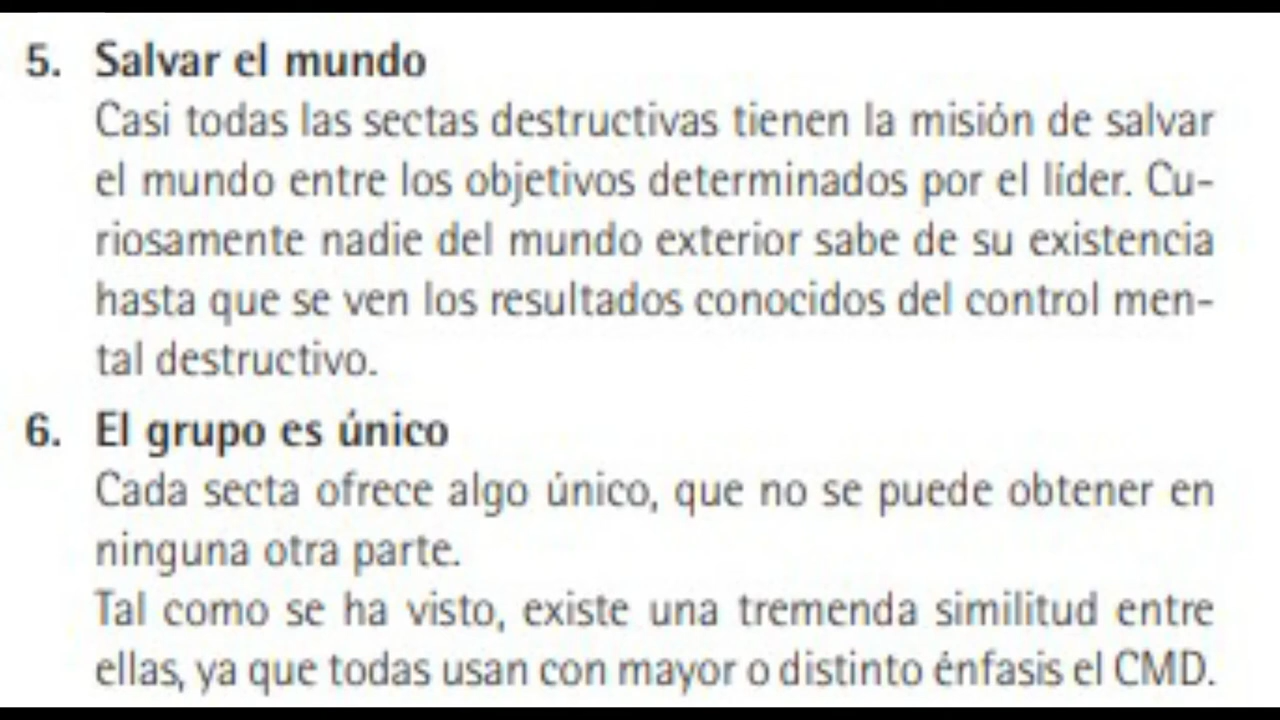 5. Salvar el mundo
Casi todas las sectas destructivas tienen la misión de salvar
el mundo entre los objetivos determinados por el líder. Cu-
riosamente nadie del mundo exterior sabe de su existencia
hasta que se ven los resultados conocidos del control men-
tal destructivo.
6. El grupo es único
Cada secta ofrece algo único, que no se puede obtener en
ninguna otra parte.
Tal como se ha visto, existe una tremenda similitud entre
ellas, ya que todas usan con mayor o distinto énfasis el CMD.